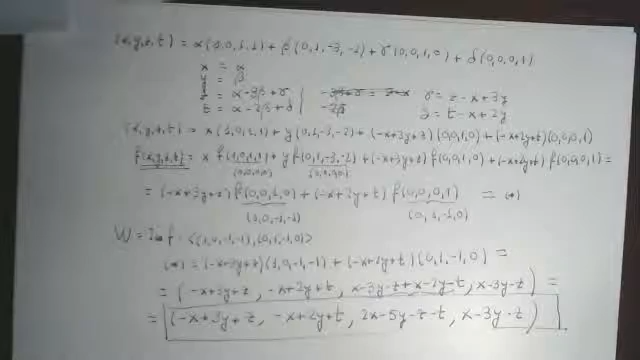 (x,y,z,t) = α(1,0,1,1) + β(0,1,-3,-2) + γ(0,0,1,0) + δ(0,0,0,1)
x = α
y = β
z = α-3β+γ γ = z-x+3y
t = α-2β+δ δ = t-x+2y
(x,y,z,t) = x(1,0,1,1) + y(0,1,-3,-2) + (-x+3y+z)(0,0,1,0) + (-x+2y+t)(0,0,0,1)
f(x,y,z,t) = x f(1,0,1,1) + y f(0,1,-3,-2) + (-x+3y+z) f(0,0,1,0) + (-x+2y+t) f(0,0,0,1) =
(0,0,0,0) (0,0,0,0)
= (-x+3y+z) f(0,0,1,0) + (-x+2y+t) f(0,0,0,1) = (*)
(1,0,-1,-1) (0,1,-1,0)
W = Im f = <(1,0,-1,-1), (0,1,-1,0)>
(*) = (-x+3y+z)(1,0,-1,-1) + (-x+2y+t)(0,1,-1,0) =
= (-x+3y+z, -x+2y+t, x-3y-z+x-2y-t, x-3y-z) =
= (-x+3y+z, -x+2y+t, 2x-5y-z-t, x-3y-z)